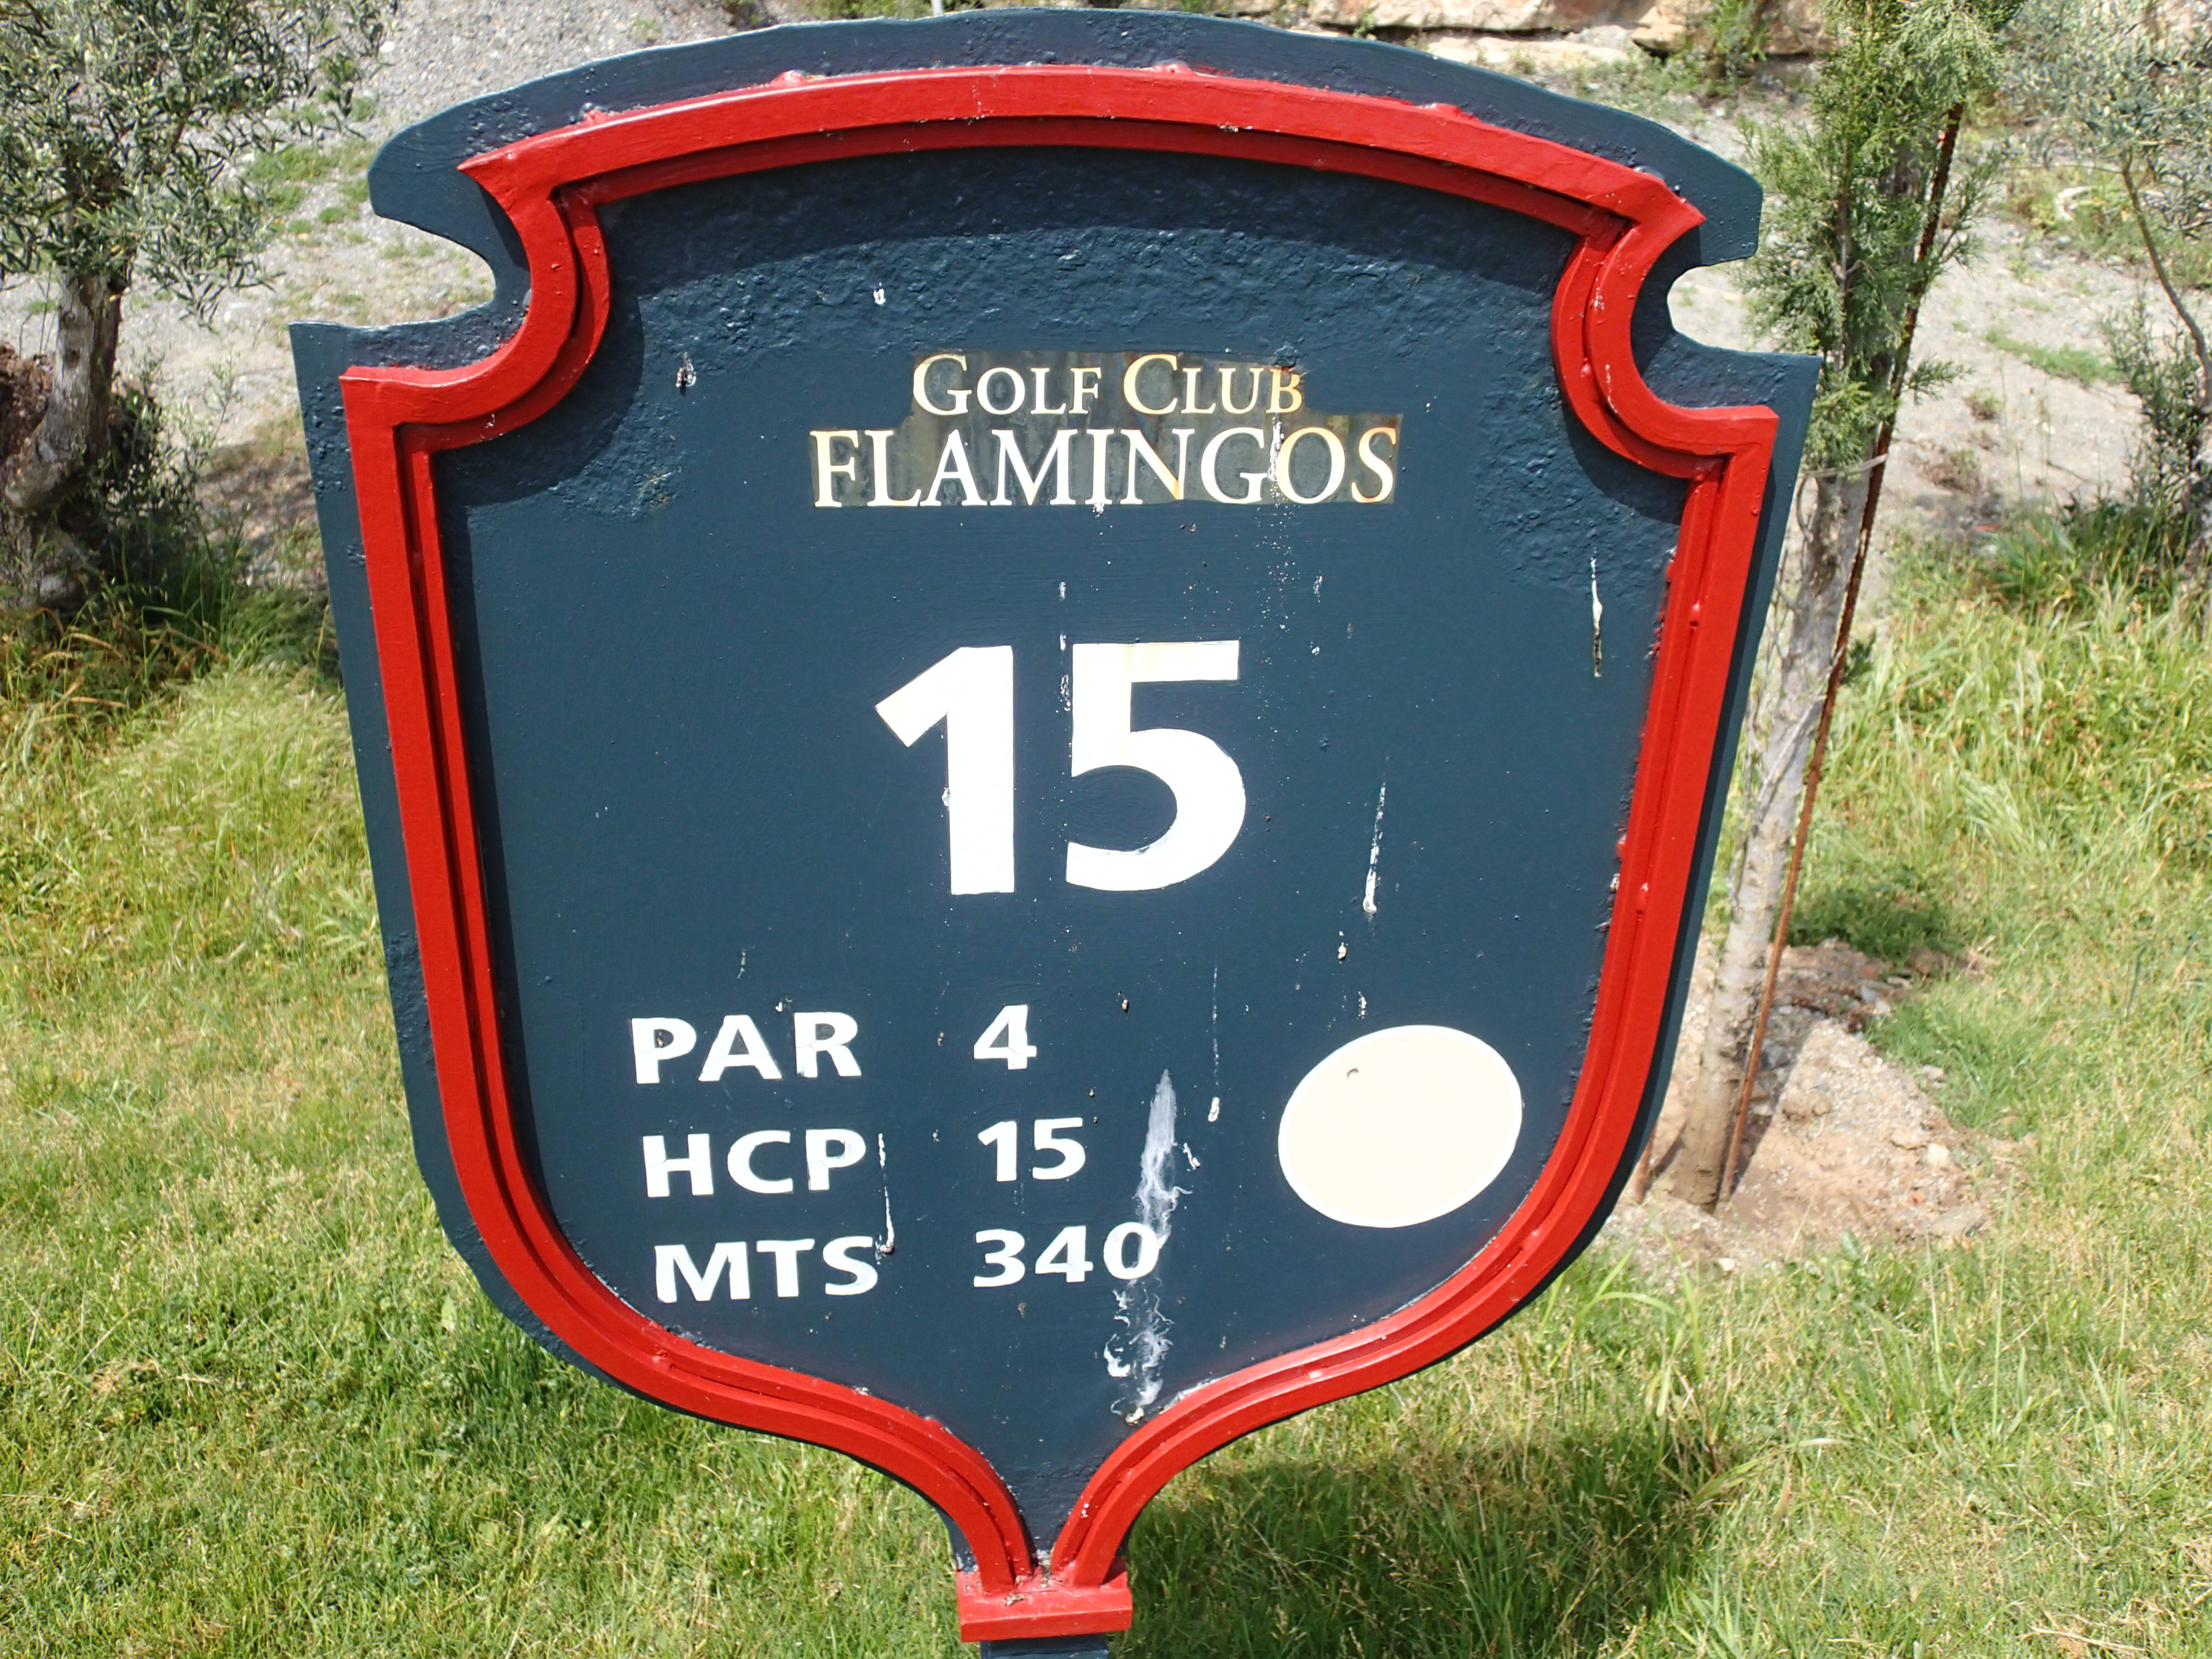 GOLF CLUB
FLAMINGOS
15
PAR 4
HCP 15
MTS 340